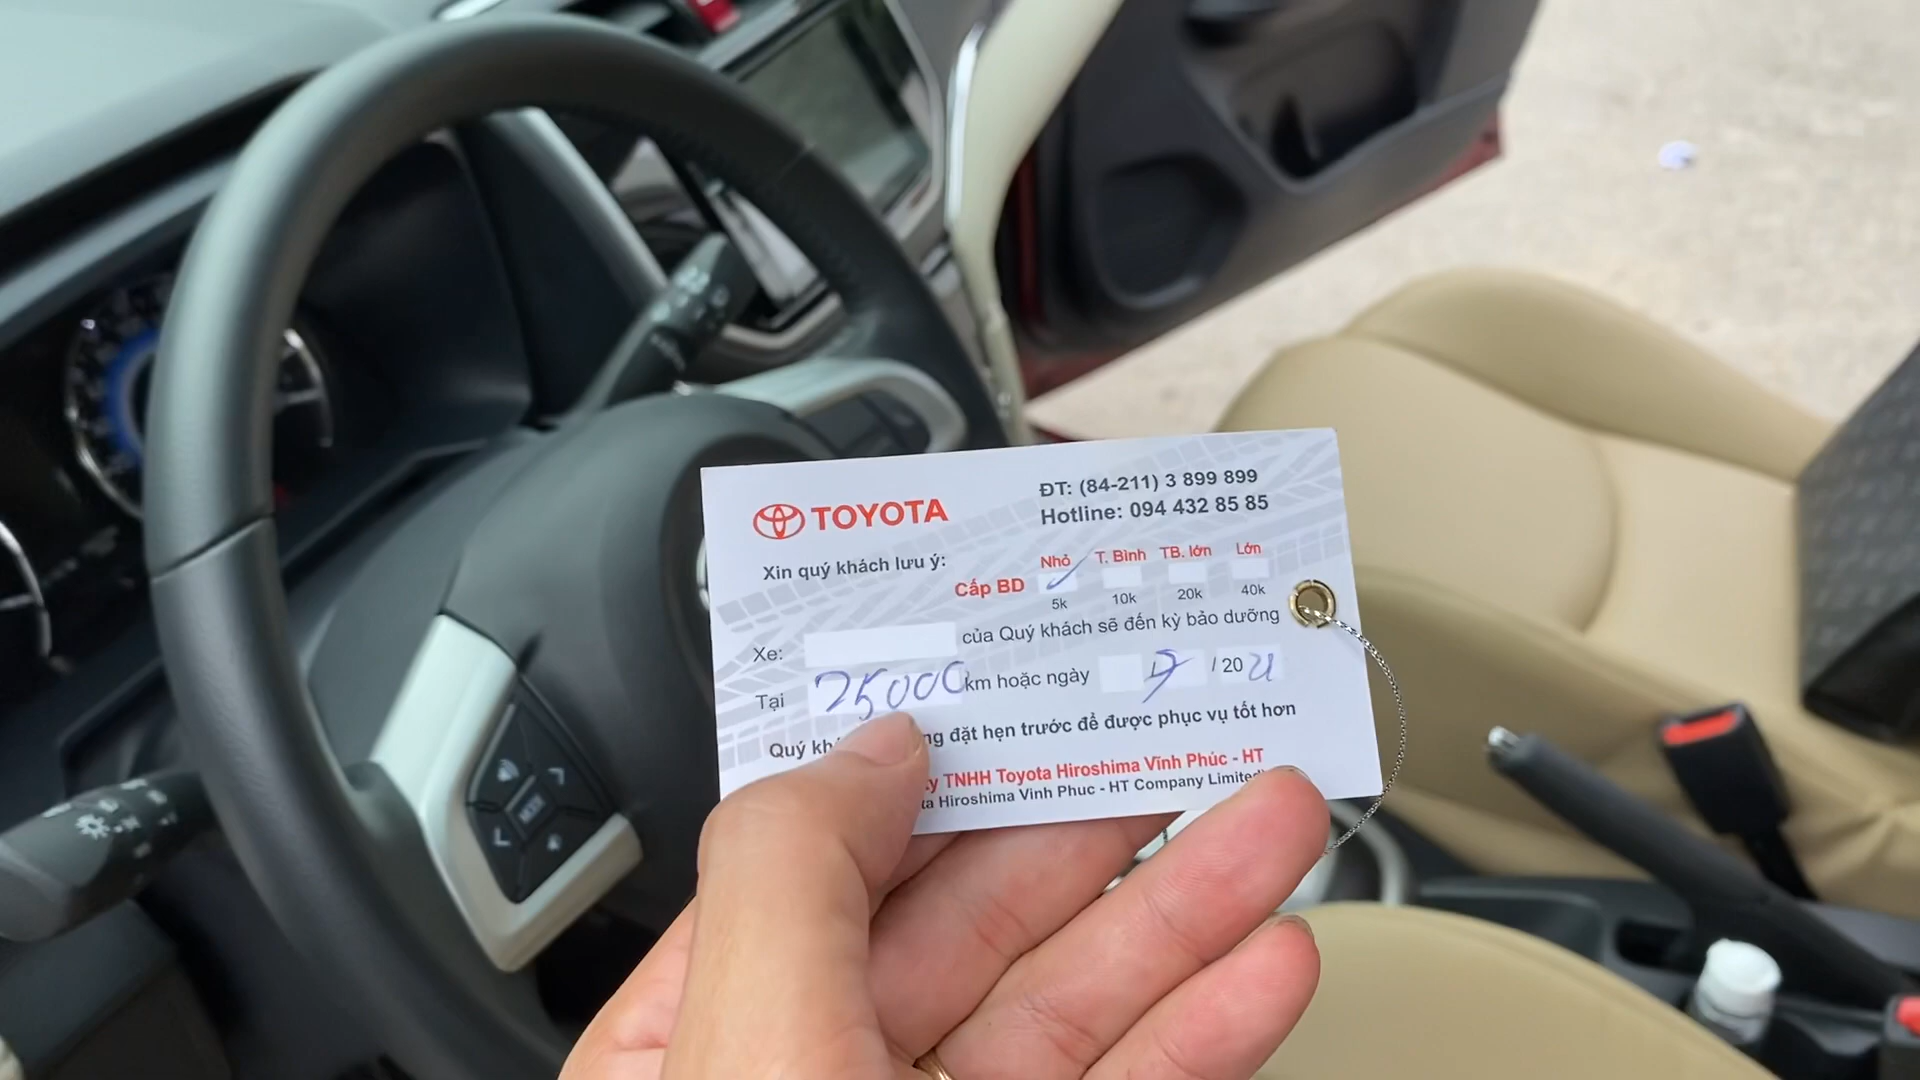 TOYOTA
ĐT: (84-211) 3 899 899
Hotline: 094 432 85 85
Xin quý khách lưu ý:
Cấp BD
Nhỏ T. Bình TB. lớn Lớn
5k 10k 20k 40k
Xe: của Quý khách sẽ đến kỳ bảo dưỡng
Tại 25000 km hoặc ngày / 20 21
Quý đặt hẹn trước để được phục vụ tốt hơn
TNHH Toyota Hiroshima Vĩnh Phúc - HT
Hiroshima Vinh Phuc - HT Company Limited
MODE